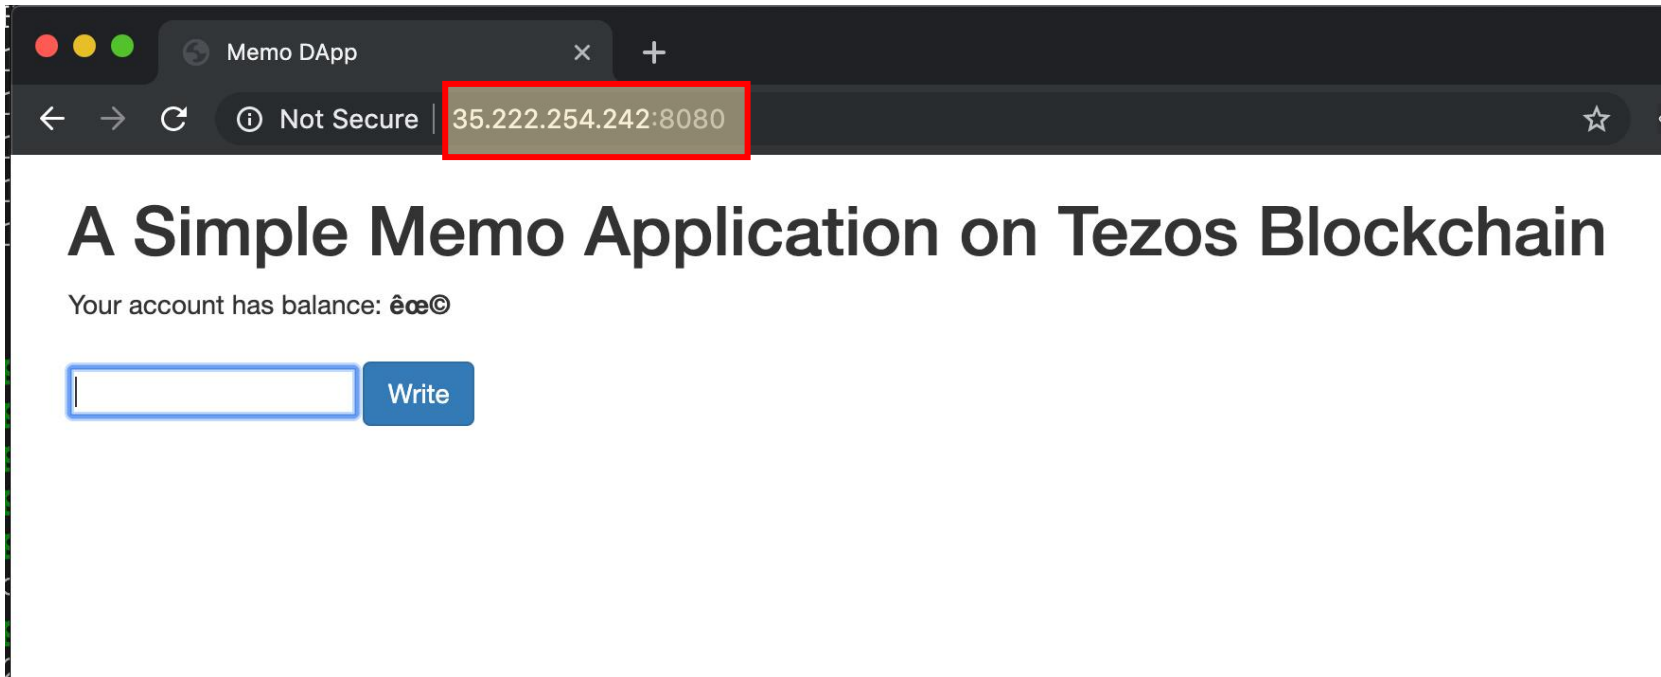 Memo DApp
Not Secure | 35.222.254.242:8080
A Simple Memo Application on Tezos Blockchain
Your account has balance: êœ©
Write